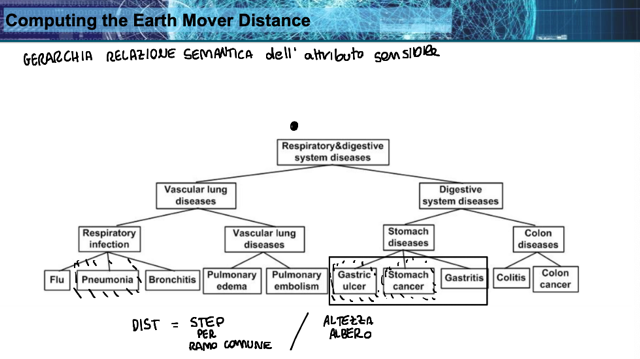 Computing the Earth Mover Distance
GERARCHIA RELAZIONE SEMANTICA dell' attributo sensibile
Respiratory&digestive
system diseases
Vascular lung
diseases
Digestive
system diseases
Respiratory
infection
Vascular lung
diseases
Stomach
diseases
Colon
diseases
Flu
Pneumonia
Bronchitis
Pulmonary
edema
Pulmonary
embolism
Gastric
ulcer
Stomach
cancer
Gastritis
Colitis
Colon
cancer
DIST = STEP
PER
RAMO COMUNE
/ ALTEZZA
ALBERO